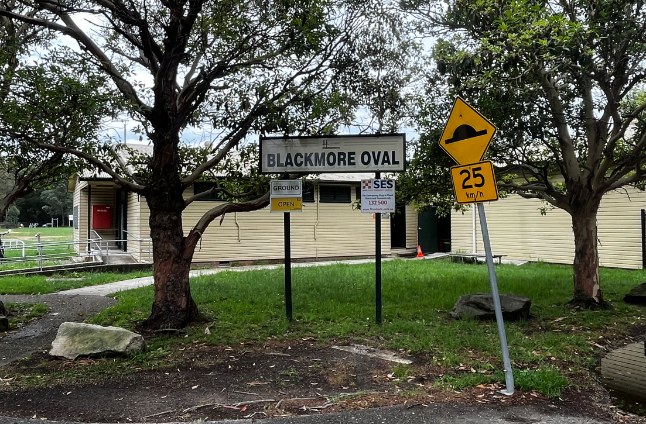 BLACKMORE OVAL
GROUND
OPEN
SES
132 500
25
km/h